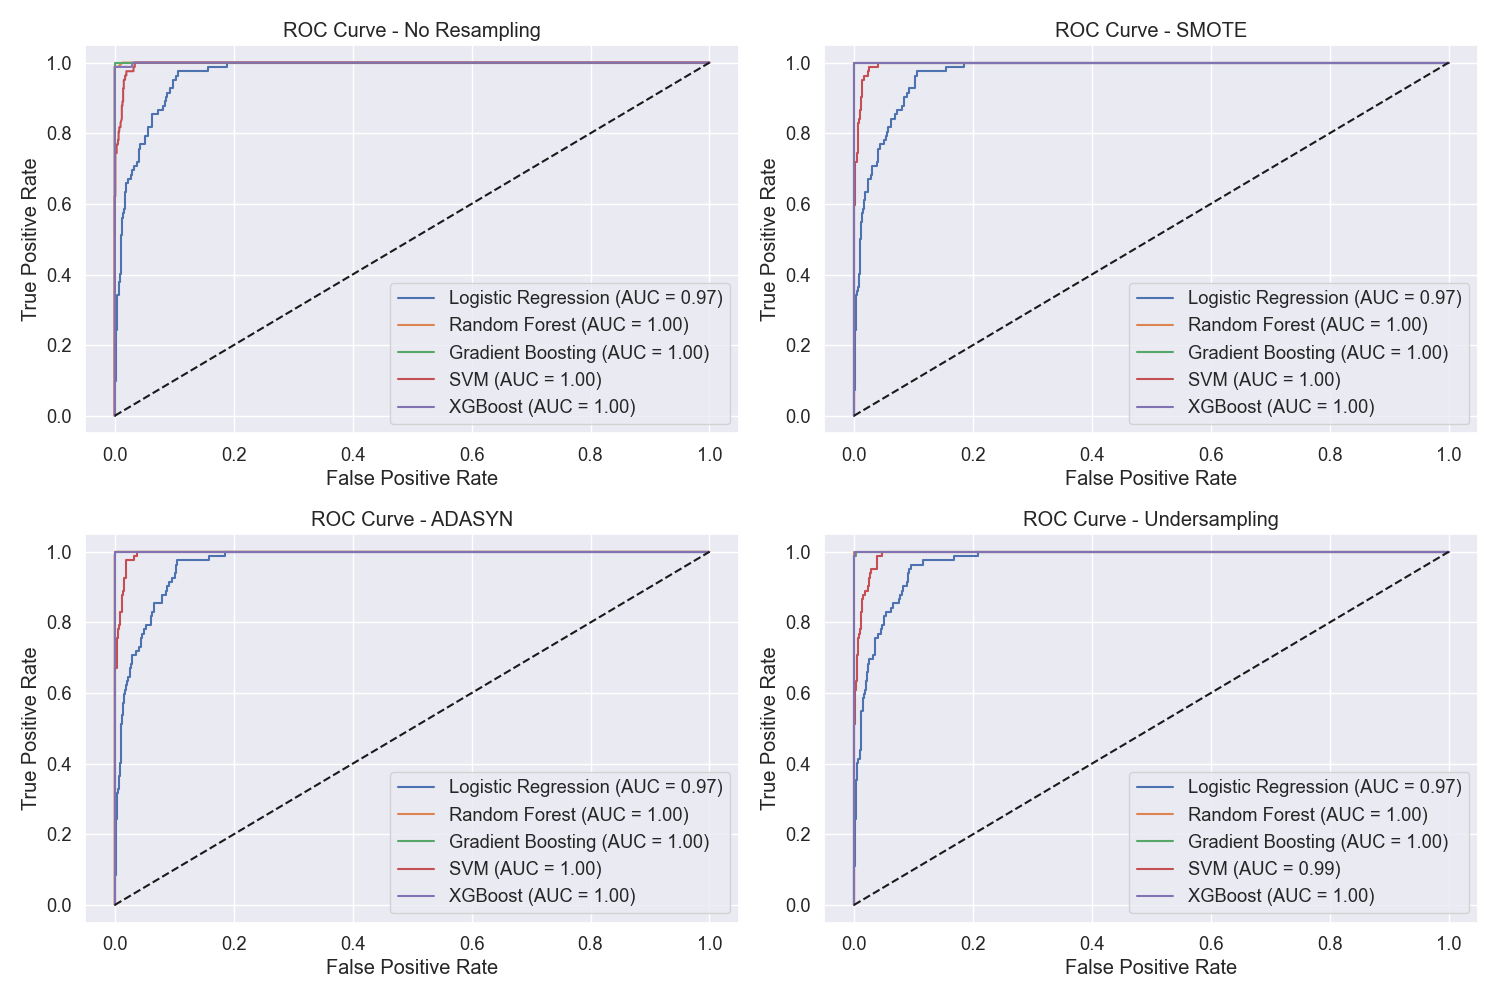 ROC Curve - No Resampling
True Positive Rate
1.0
0.8
0.6
0.4
0.2
0.0
Logistic Regression (AUC = 0.97)
Random Forest (AUC = 1.00)
Gradient Boosting (AUC = 1.00)
SVM (AUC = 1.00)
XGBoost (AUC = 1.00)
0.0 0.2 0.4 0.6 0.8 1.0
False Positive Rate
ROC Curve - SMOTE
True Positive Rate
1.0
0.8
0.6
0.4
0.2
0.0
Logistic Regression (AUC = 0.97)
Random Forest (AUC = 1.00)
Gradient Boosting (AUC = 1.00)
SVM (AUC = 1.00)
XGBoost (AUC = 1.00)
0.0 0.2 0.4 0.6 0.8 1.0
False Positive Rate
ROC Curve - ADASYN
True Positive Rate
1.0
0.8
0.6
0.4
0.2
0.0
Logistic Regression (AUC = 0.97)
Random Forest (AUC = 1.00)
Gradient Boosting (AUC = 1.00)
SVM (AUC = 1.00)
XGBoost (AUC = 1.00)
0.0 0.2 0.4 0.6 0.8 1.0
False Positive Rate
ROC Curve - Undersampling
True Positive Rate
1.0
0.8
0.6
0.4
0.2
0.0
Logistic Regression (AUC = 0.97)
Random Forest (AUC = 1.00)
Gradient Boosting (AUC = 1.00)
SVM (AUC = 0.99)
XGBoost (AUC = 1.00)
0.0 0.2 0.4 0.6 0.8 1.0
False Positive Rate